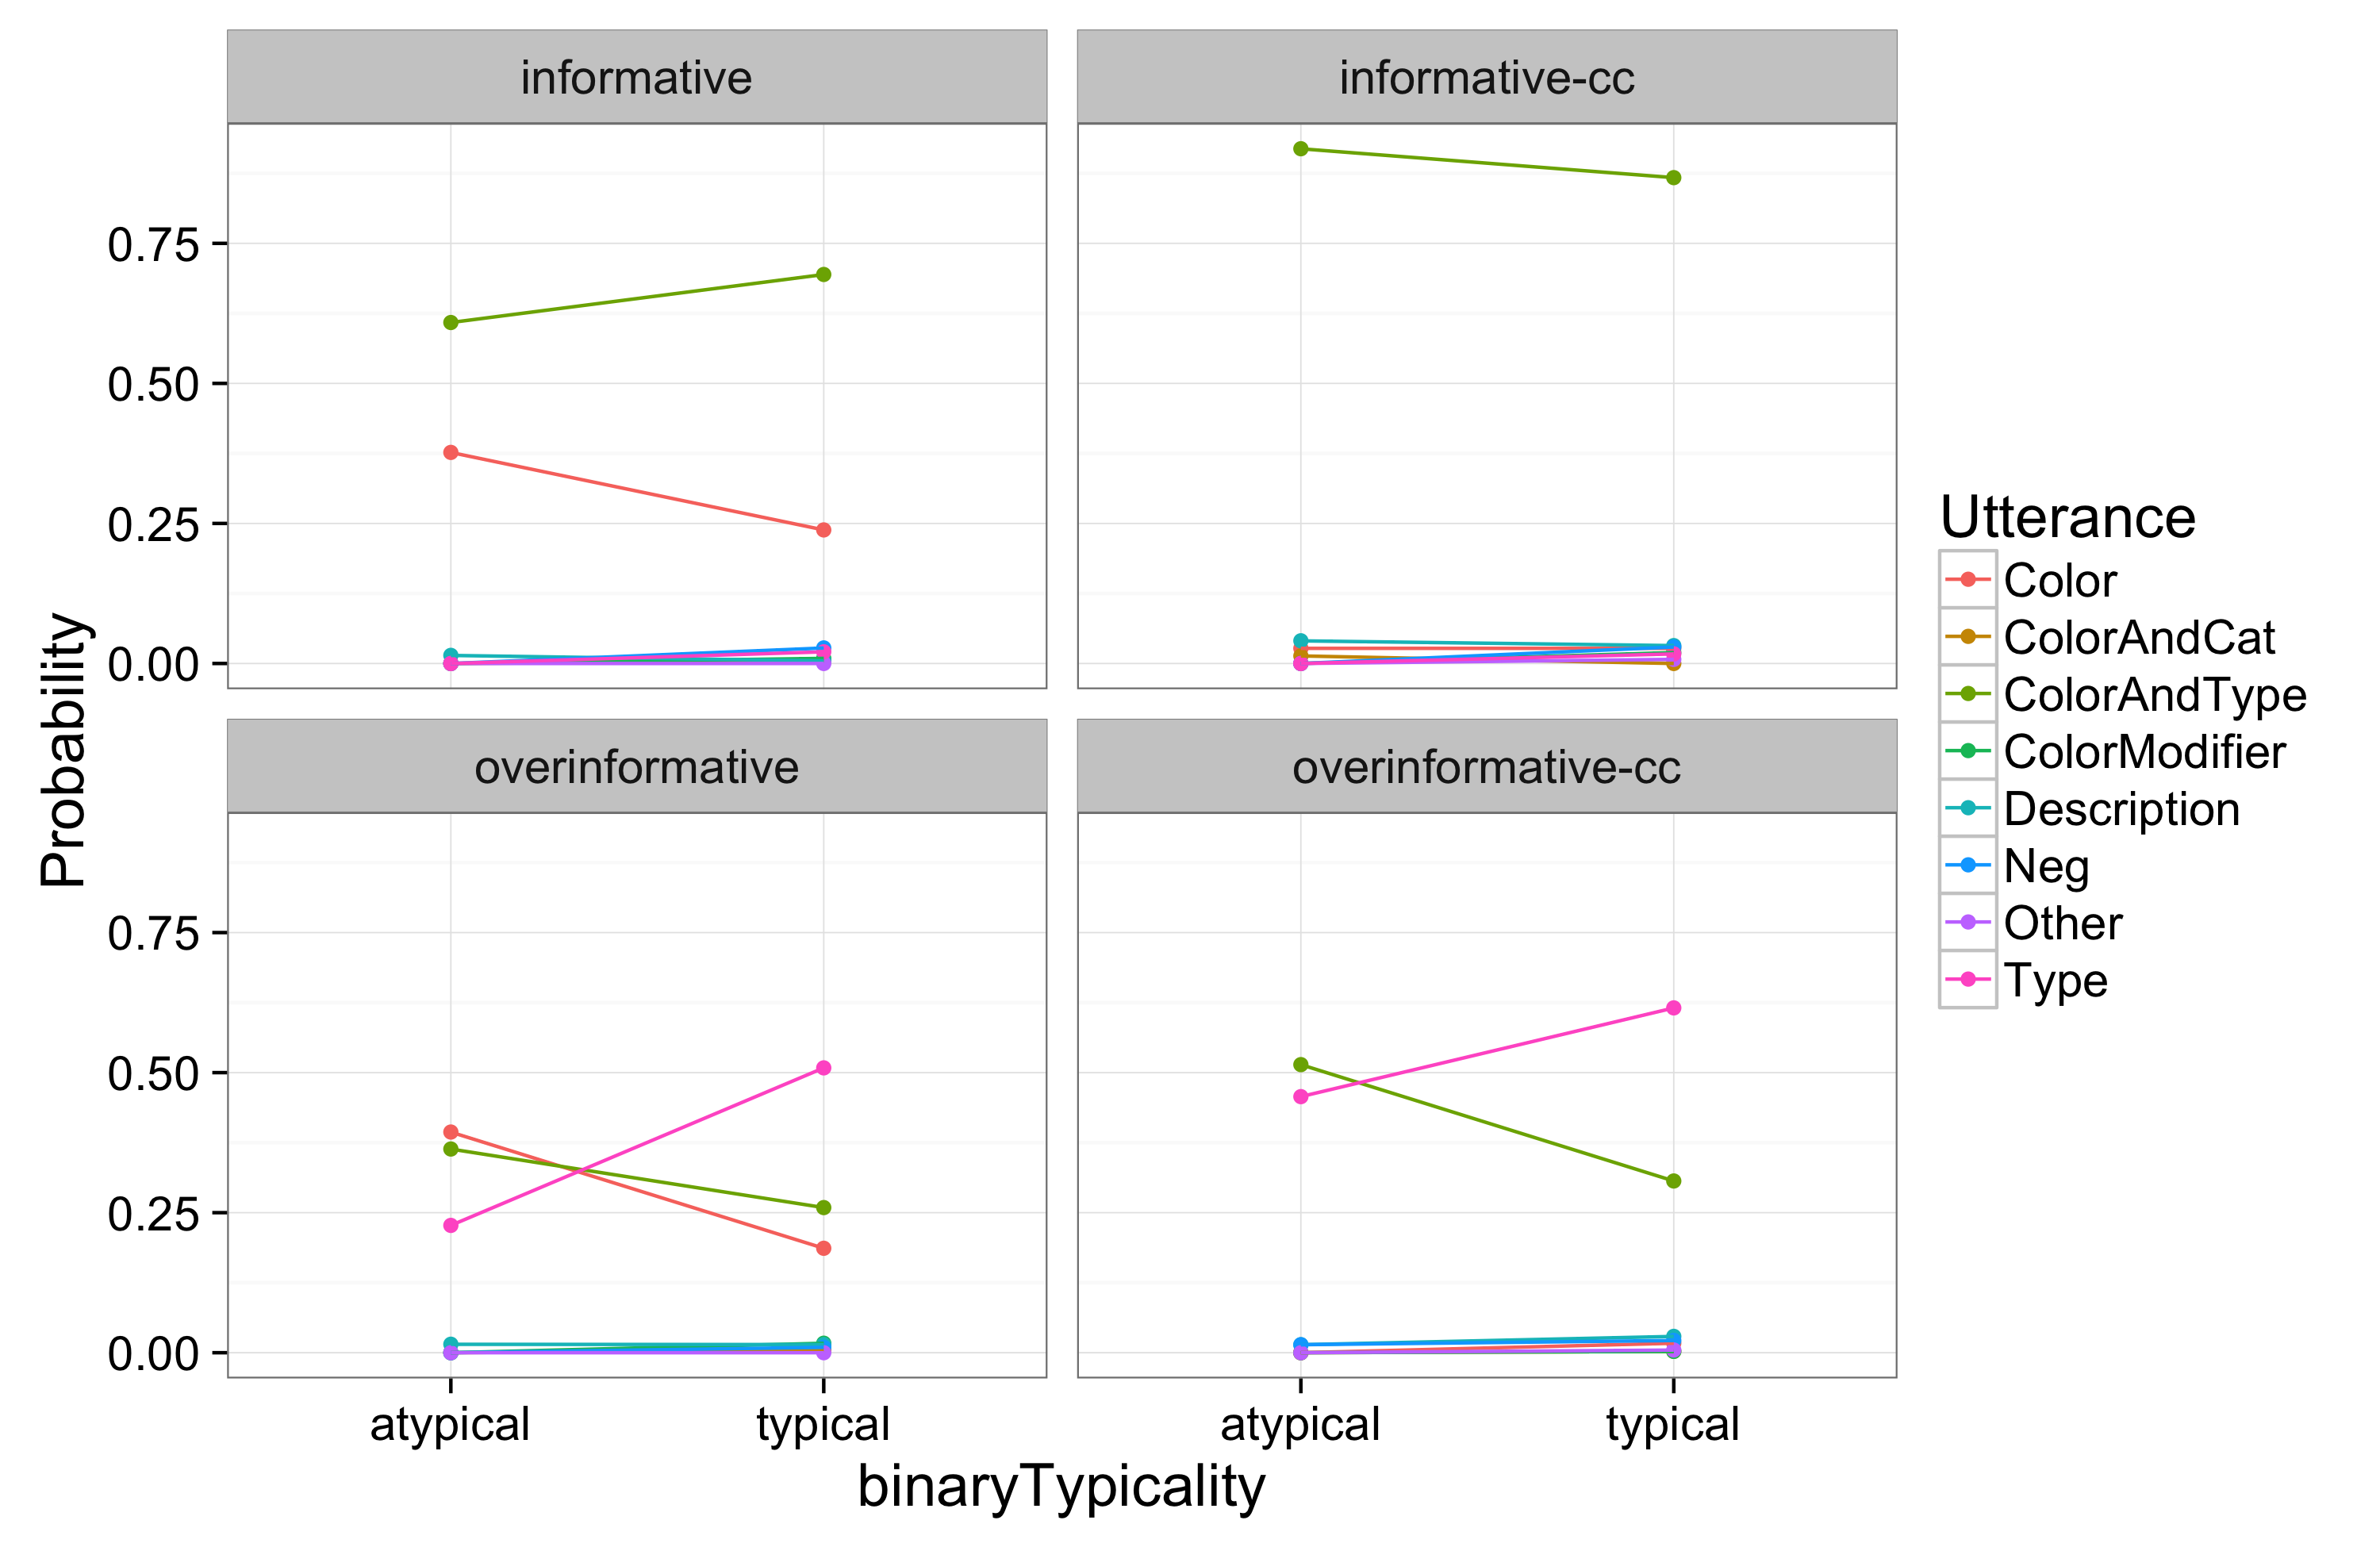 informative
informative-cc
0.75
0.50
0.25
0.00
overinformative
overinformative-cc
0.75
0.50
0.25
0.00
atypical
typical
atypical
typical
binaryTypicality
Probability
Utterance
Color
ColorAndCat
ColorAndType
ColorModifier
Description
Neg
Other
Type